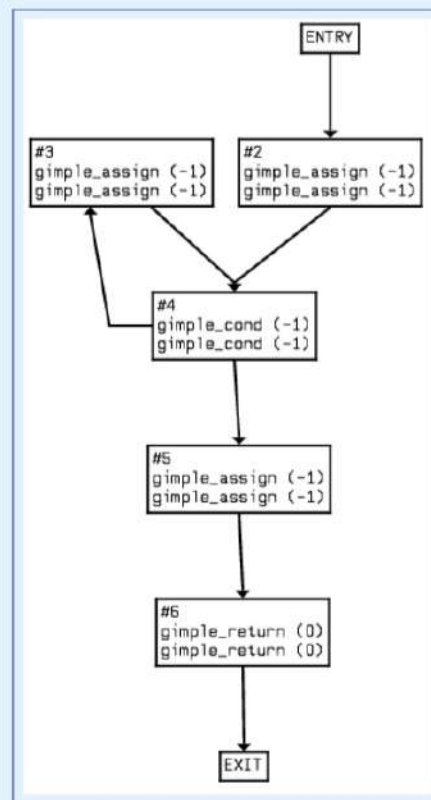 ENTRY
#3
gimple_assign (-1)
gimple_assign (-1)
#2
gimple_assign (-1)
gimple_assign (-1)
#4
gimple_cond (-1)
gimple_cond (-1)
#5
gimple_assign (-1)
gimple_assign (-1)
#6
gimple_return (0)
gimple_return (0)
EXIT